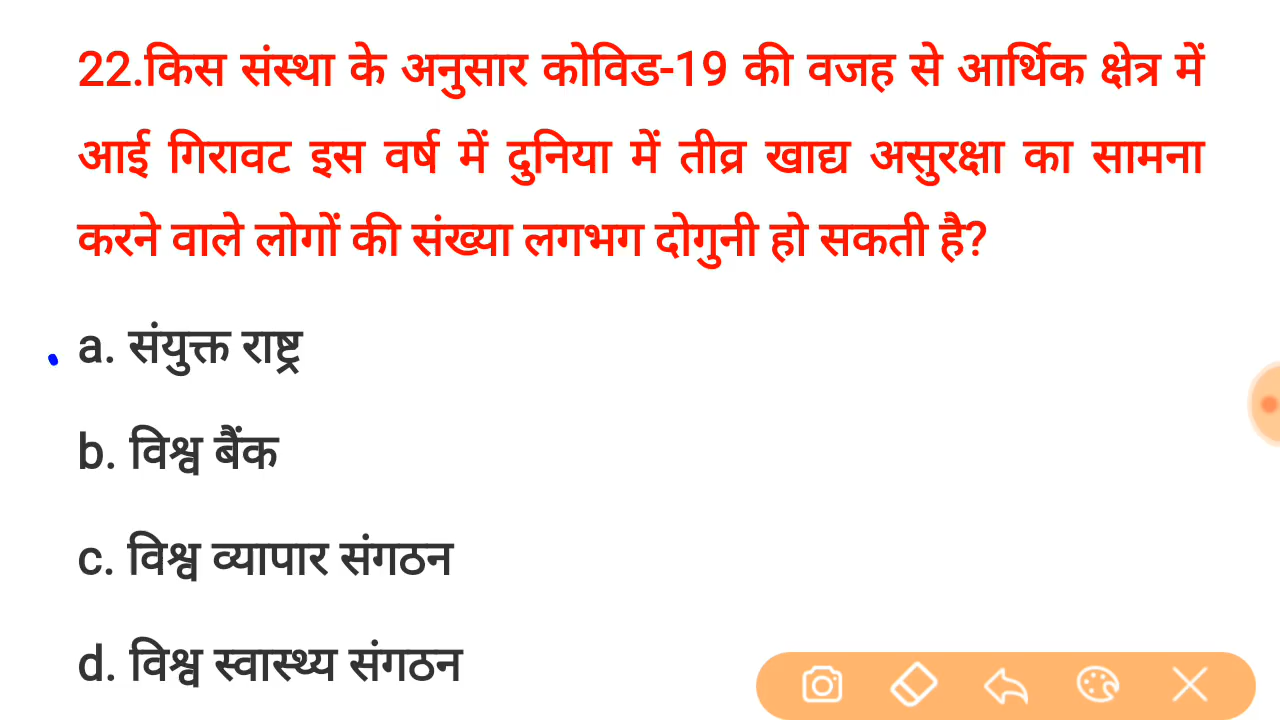 22.किस संस्था के अनुसार कोविड-19 की वजह से आर्थिक क्षेत्र में
आई गिरावट इस वर्ष में दुनिया में तीव्र खाद्य असुरक्षा का सामना
करने वाले लोगों की संख्या लगभग दोगुनी हो सकती है?
a. संयुक्त राष्ट्र
b. विश्व बैंक
c. विश्व व्यापार संगठन
d. विश्व स्वास्थ्य संगठन